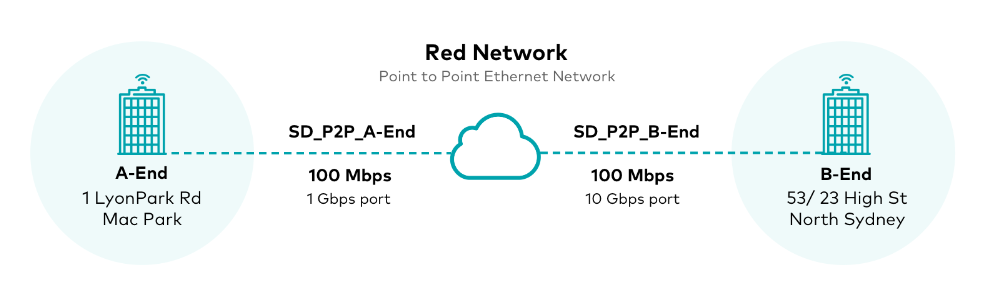 Red Network
Point to Point Ethernet Network
SD_P2P_A-End
SD_P2P_B-End
A-End
1 LyonPark Rd
Mac Park
100 Mbps
1 Gbps port
100 Mbps
10 Gbps port
B-End
53/ 23 High St
North Sydney